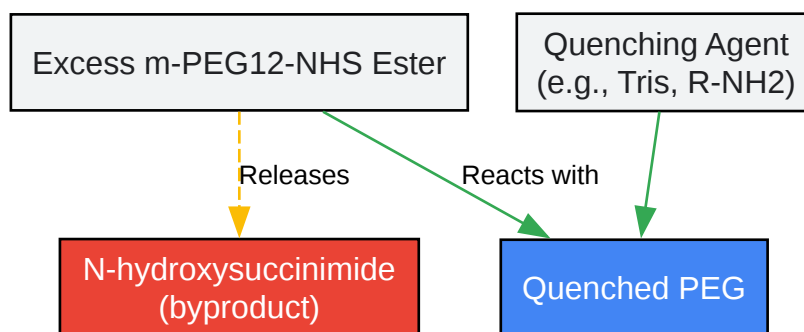 Excess m-PEG12-NHS Ester
Quenching Agent
(e.g., Tris, R-NH2)
Releases
Reacts with
N-hydroxysuccinimide
(byproduct)
Quenched PEG